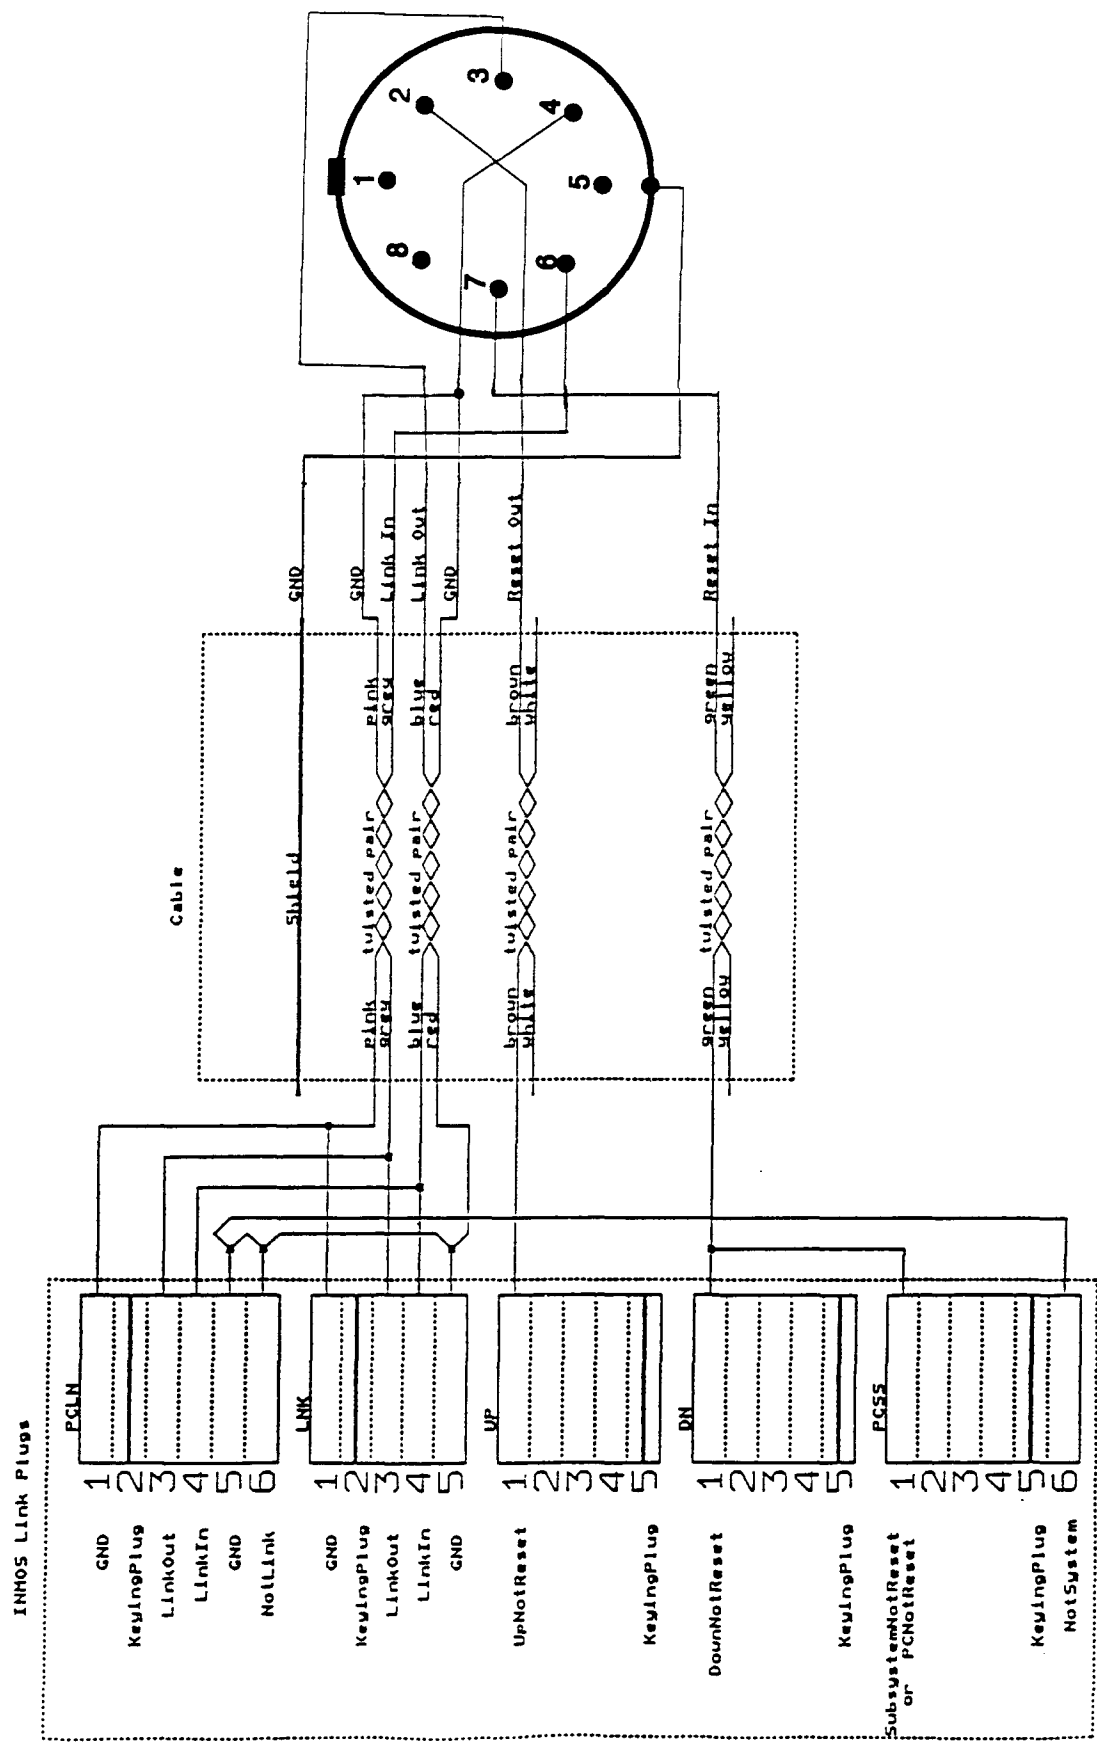 INMOS Link Plugs
PCLN
1 GND
2 KeyingPlug
3 LinkOut
4 LinkIn
5 GND
6 NotLink
LNK
1 GND
2 KeyingPlug
3 LinkOut
4 LinkIn
5 GND
UP
1 UpNotReset
2
3
4
5 KeyingPlug
DN
1 DownNotReset
2
3
4
5 KeyingPlug
PCSS
1 SubsystemNotReset
or PCNotReset
2
3
4
5 KeyingPlug
6 NotSystem
Cable
Shield
pink twisted pair pink
grey grey
blue twisted pair blue
red red
brown twisted pair brown
white white
green twisted pair green
yellow yellow
GND
GND
Link In
Link Out
GND
Reset Out
Reset In
1
2
3
4
5
6
7
8